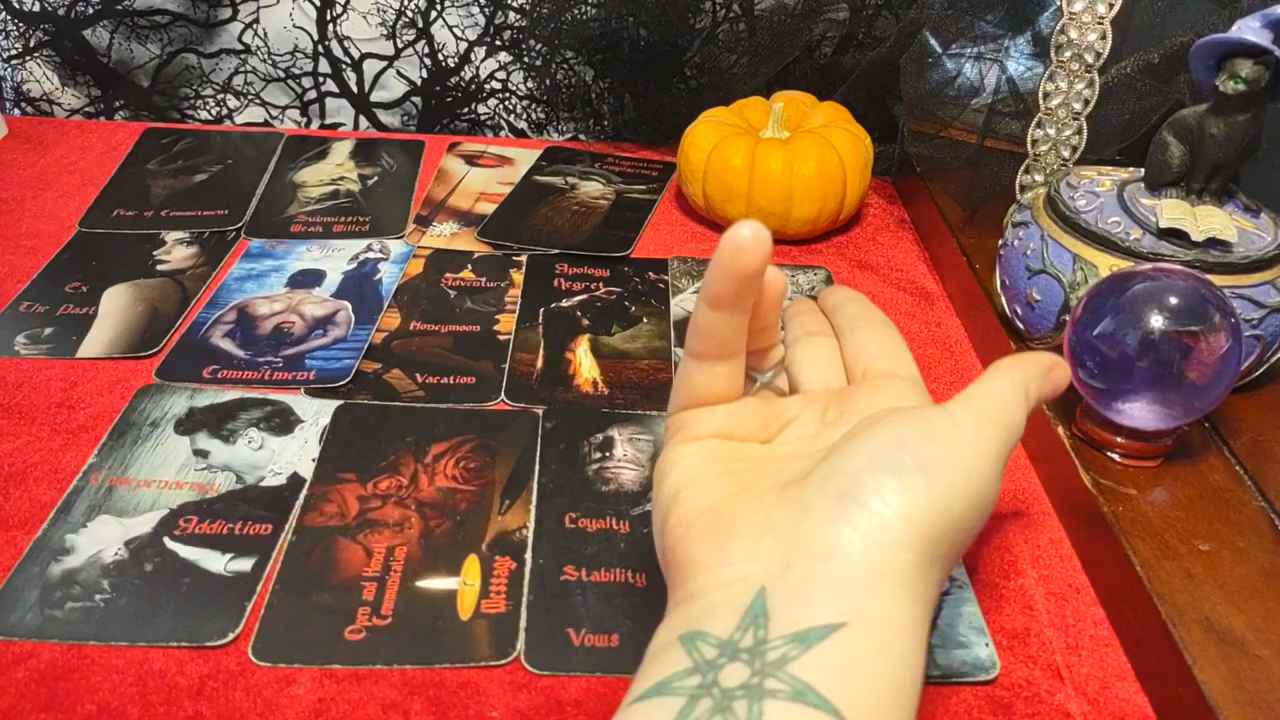 Fear of Commitment
Submissive
Weak Willed
Stagnation
Complacency
Ex
The Past
Offer
Commitment
Adventure
Honeymoon
Vacation
Apology
Regret
Codependency
Addiction
Open and Honest
Communication
Message
Loyalty
Stability
Vows